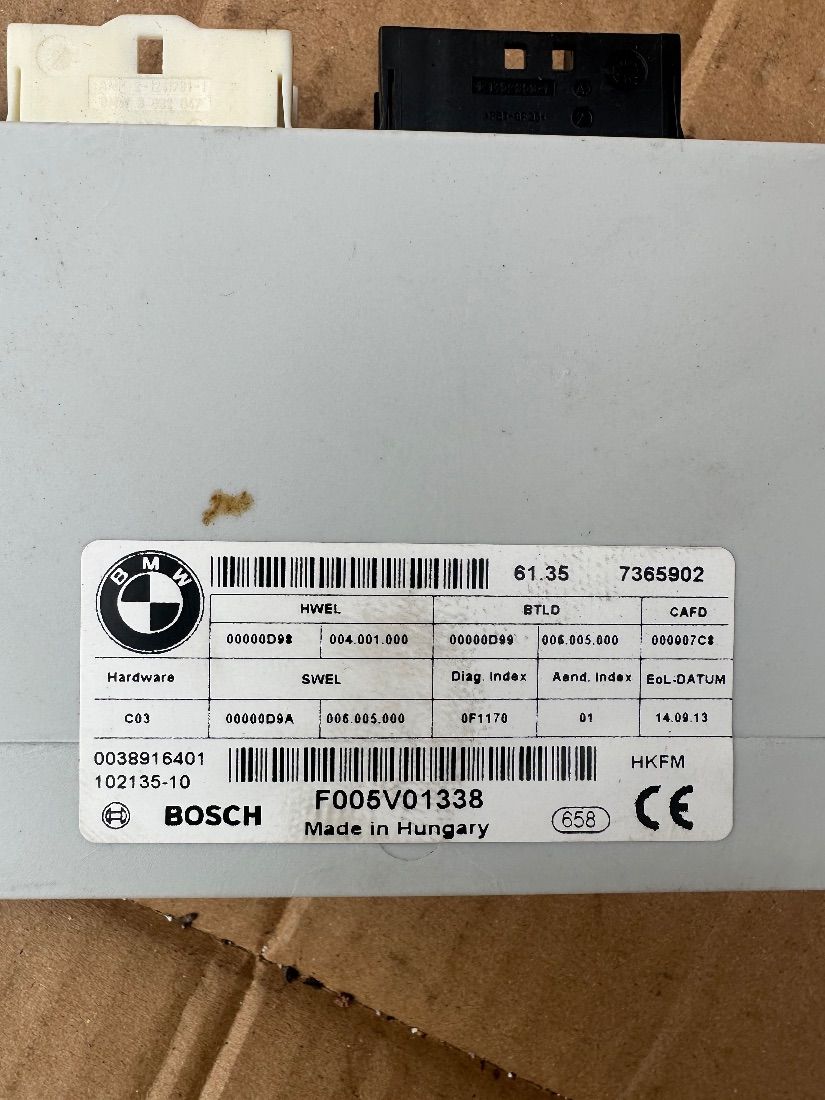 BMW
61.35 7365902
HWEL BTLD CAFD
00000D98 004.001.000 00000D99 006.005.000 000907C8
Hardware SWEL Diag. Index Aend. Index EoL-DATUM
C03 00000D9A 006.005.000 0F1170 01 14.09.13
0038916401 HKFM
102135-10
BOSCH F005V01338 658 CE
Made in Hungary